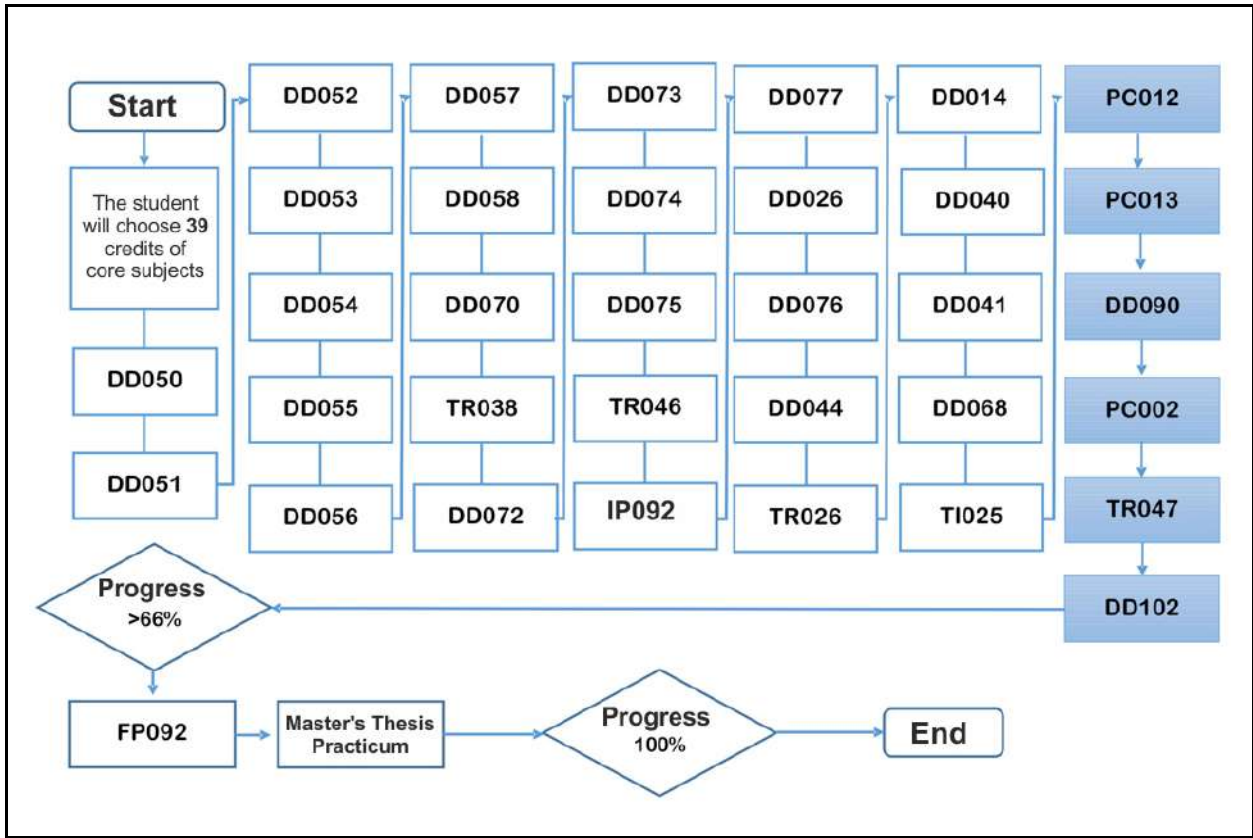 Start
The student
will choose 39
credits of
core subjects
DD050
DD051
DD052
DD053
DD054
DD055
DD056
DD057
DD058
DD070
TR038
DD072
DD073
DD074
DD075
TR046
IP092
DD077
DD026
DD076
DD044
TR026
DD014
DD040
DD041
DD068
TI025
PC012
PC013
DD090
PC002
TR047
DD102
Progress
>66%
FP092
Master's Thesis
Practicum
Progress
100%
End